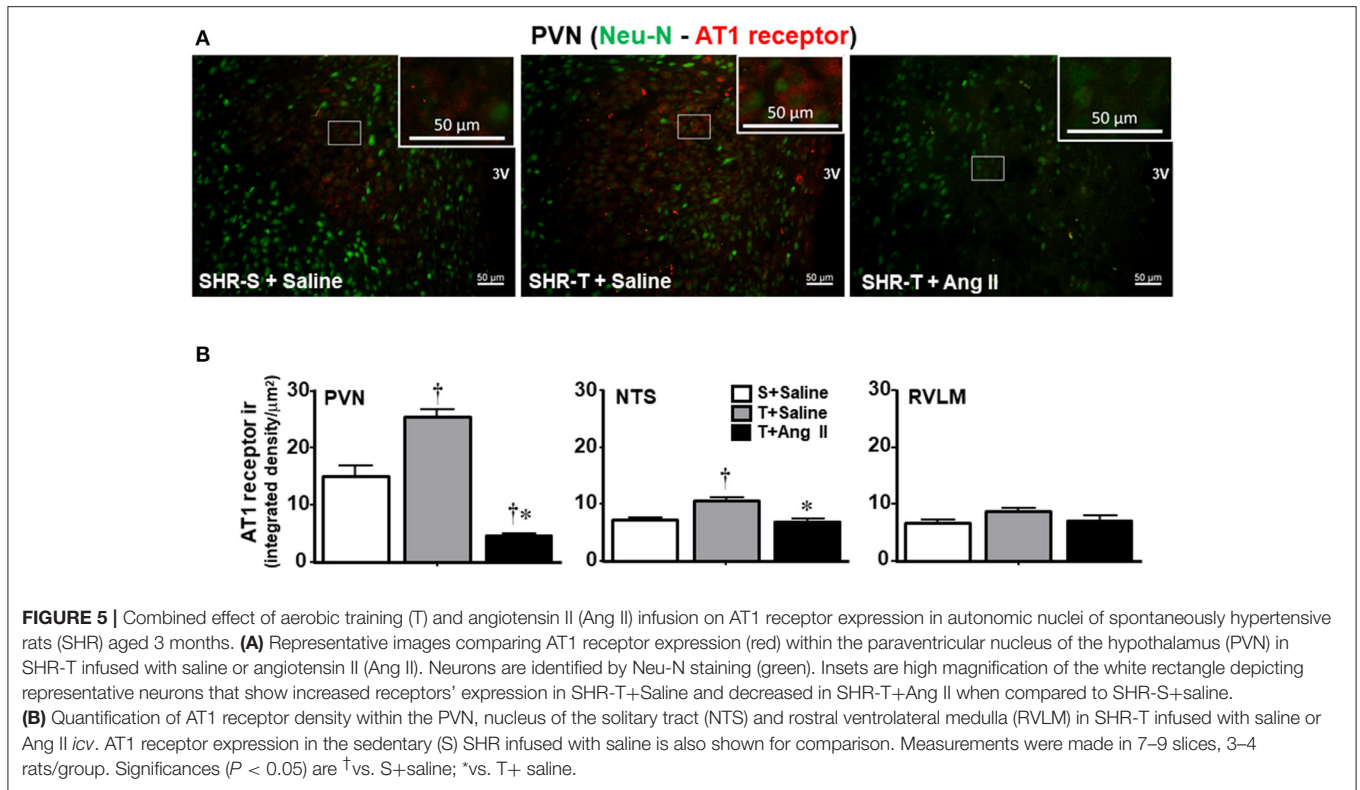 A
PVN (Neu-N - AT1 receptor)
50 µm
3V
SHR-S + Saline
50 µm
50 µm
3V
SHR-T + Saline
50 µm
50 µm
3V
SHR-T + Ang II
50 µm
B
AT1 receptor ir
(integrated density/µm²)
30
20
10
0
PVN
†
†*
30
20
10
0
NTS
†
*
S+Saline
T+Saline
T+Ang II
30
20
10
0
RVLM
FIGURE 5 | Combined effect of aerobic training (T) and angiotensin II (Ang II) infusion on AT1 receptor expression in autonomic nuclei of spontaneously hypertensive
rats (SHR) aged 3 months. (A) Representative images comparing AT1 receptor expression (red) within the paraventricular nucleus of the hypothalamus (PVN) in
SHR-T infused with saline or angiotensin II (Ang II). Neurons are identified by Neu-N staining (green). Insets are high magnification of the white rectangle depicting
representative neurons that show increased receptors' expression in SHR-T+Saline and decreased in SHR-T+Ang II when compared to SHR-S+saline.
(B) Quantification of AT1 receptor density within the PVN, nucleus of the solitary tract (NTS) and rostral ventrolateral medulla (RVLM) in SHR-T infused with saline or
Ang II icv. AT1 receptor expression in the sedentary (S) SHR infused with saline is also shown for comparison. Measurements were made in 7–9 slices, 3–4
rats/group. Significances (P < 0.05) are †vs. S+saline; *vs. T+ saline.